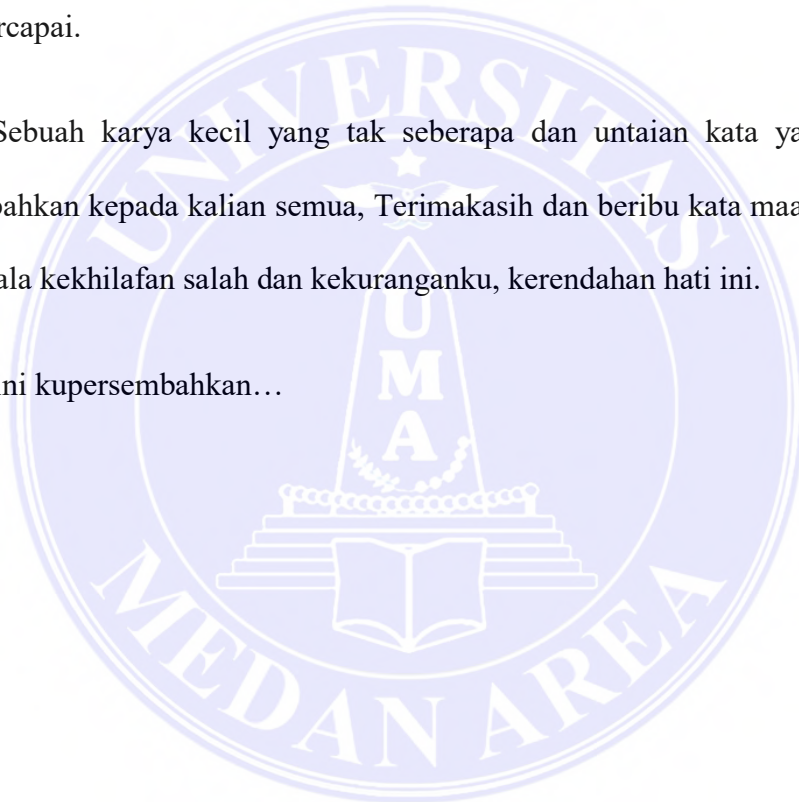 rcapai.
Sebuah karya kecil yang tak seberapa dan untaian kata ya
bahkan kepada kalian semua, Terimakasih dan beribu kata maa
ala kekhilafan salah dan kekuranganku, kerendahan hati ini.
ini kupersembahkan…
UNIVERSITAS
UMA
MEDAN AREA